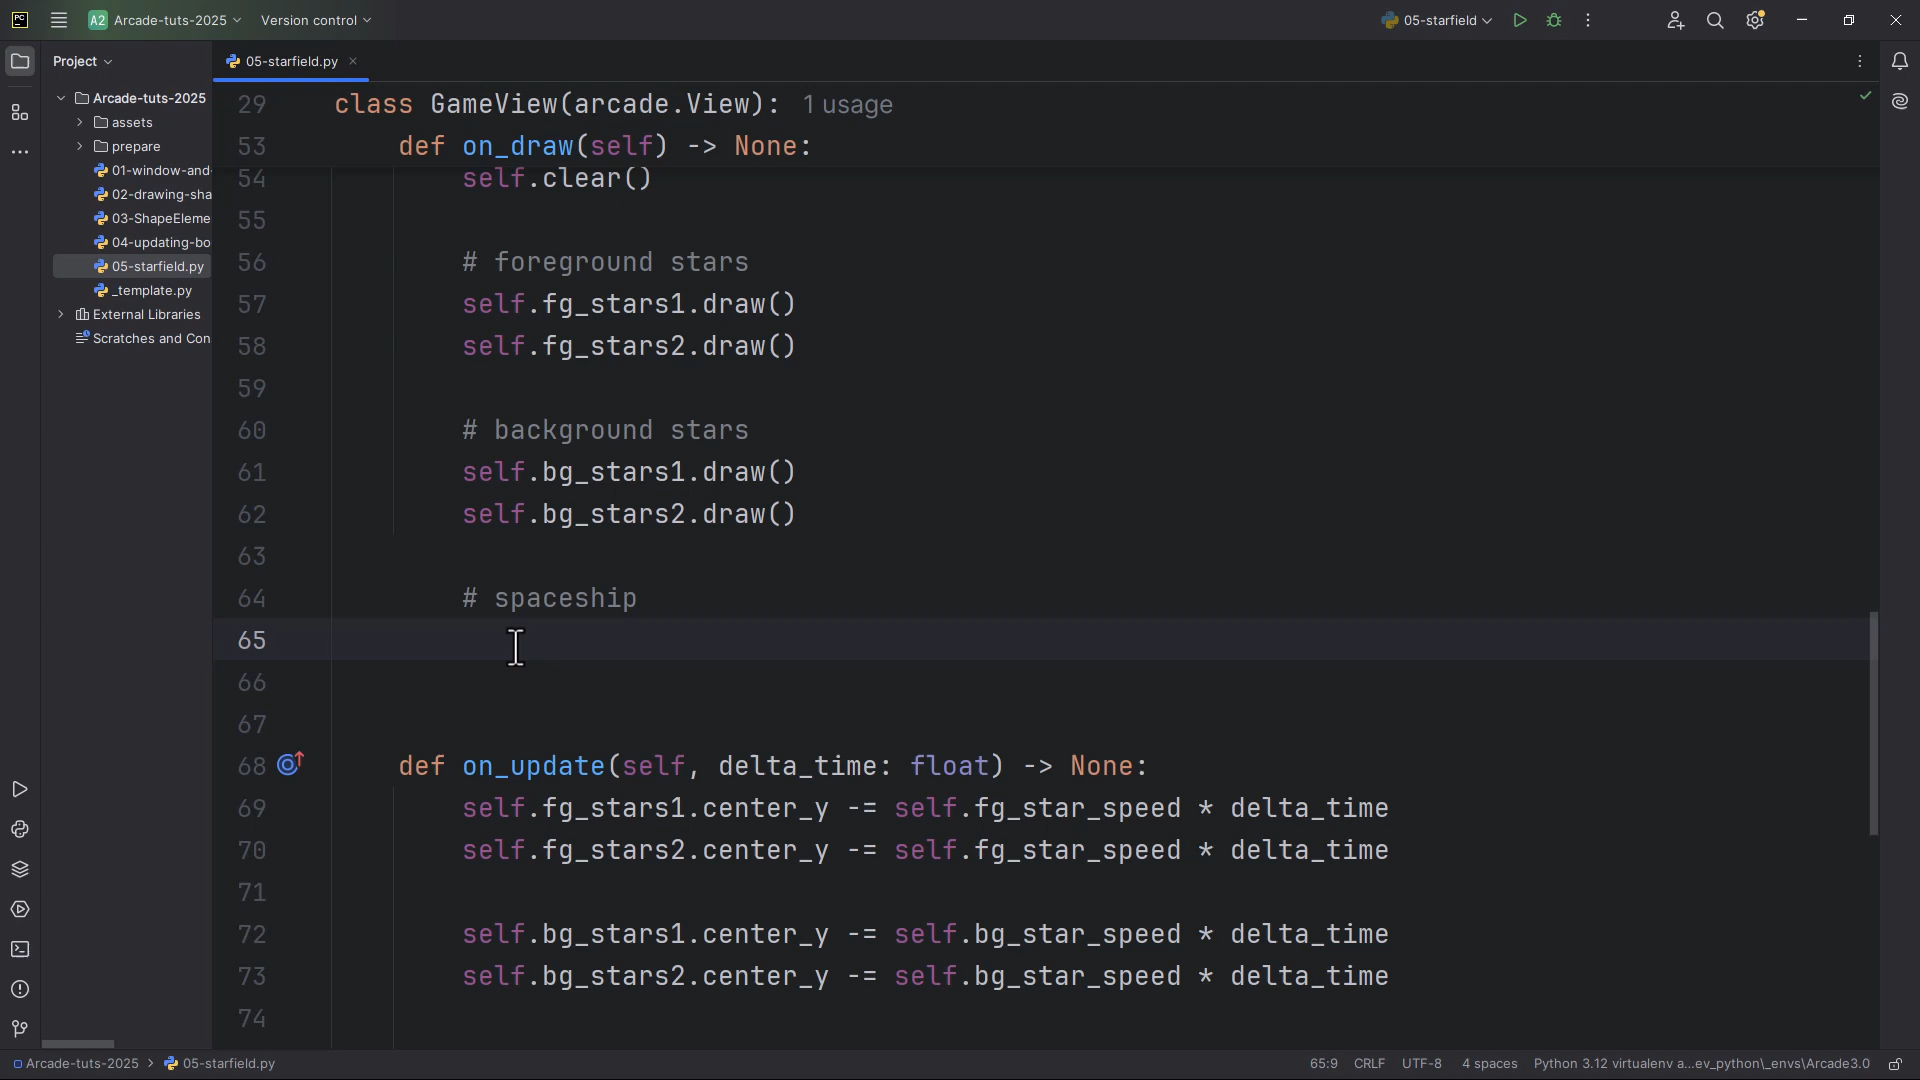 PC A2 Arcade-tuts-2025 Version control 05-starfield
Project
05-starfield.py
Arcade-tuts-2025
assets
prepare
01-window-and-
02-drawing-sha
03-ShapeEleme
04-updating-bo
05-starfield.py
_template.py
External Libraries
Scratches and Con
29 class GameView(arcade.View): 1 usage
53 def on_draw(self) -> None:
54 self.clear()
55
56 # foreground stars
57 self.fg_stars1.draw()
58 self.fg_stars2.draw()
59
60 # background stars
61 self.bg_stars1.draw()
62 self.bg_stars2.draw()
63
64 # spaceship
65
66
67
68 def on_update(self, delta_time: float) -> None:
69 self.fg_stars1.center_y -= self.fg_star_speed * delta_time
70 self.fg_stars2.center_y -= self.fg_star_speed * delta_time
71
72 self.bg_stars1.center_y -= self.bg_star_speed * delta_time
73 self.bg_stars2.center_y -= self.bg_star_speed * delta_time
74
Arcade-tuts-2025 > 05-starfield.py 65:9 CRLF UTF-8 4 spaces Python 3.12 virtualenv a...ev_python\_envs\Arcade3.0